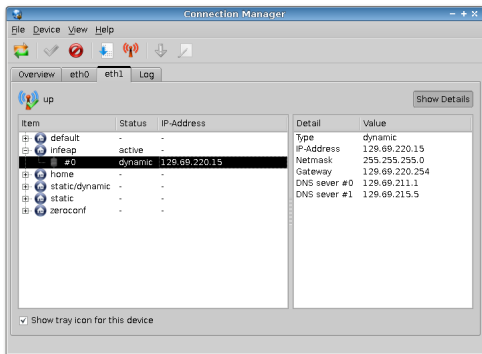 Connection Manager
File Device View Help
Overview eth0 eth1 Log
up
Show Details
Item Status IP-Address
default - -
infeap active -
#0 dynamic 129.69.220.15
home - -
static/dynamic - -
static - -
zeroconf - -
Detail Value
Type dynamic
IP-Address 129.69.220.15
Netmask 255.255.255.0
Gateway 129.69.220.254
DNS sever #0 129.69.211.1
DNS sever #1 129.69.215.5
Show tray icon for this device